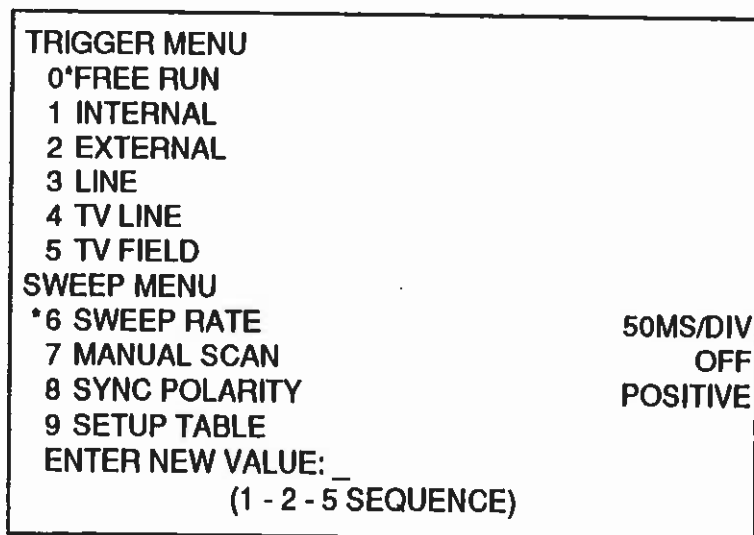 TRIGGER MENU
0*FREE RUN
1 INTERNAL
2 EXTERNAL
3 LINE
4 TV LINE
5 TV FIELD
SWEEP MENU
*6 SWEEP RATE 50MS/DIV
7 MANUAL SCAN OFF
8 SYNC POLARITY POSITIVE
9 SETUP TABLE
ENTER NEW VALUE: _
(1 - 2 - 5 SEQUENCE)